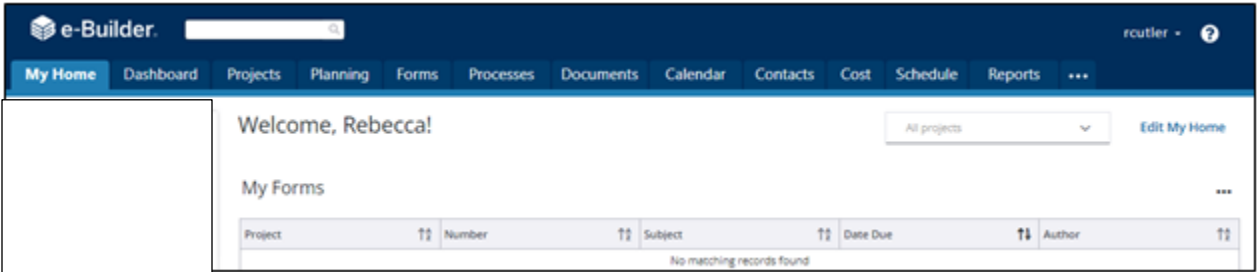 e-Builder.
rcutler
My Home Dashboard Projects Planning Forms Processes Documents Calendar Contacts Cost Schedule Reports •••
Welcome, Rebecca!
All projects
Edit My Home
My Forms
Project Number Subject Date Due Author
No matching records found